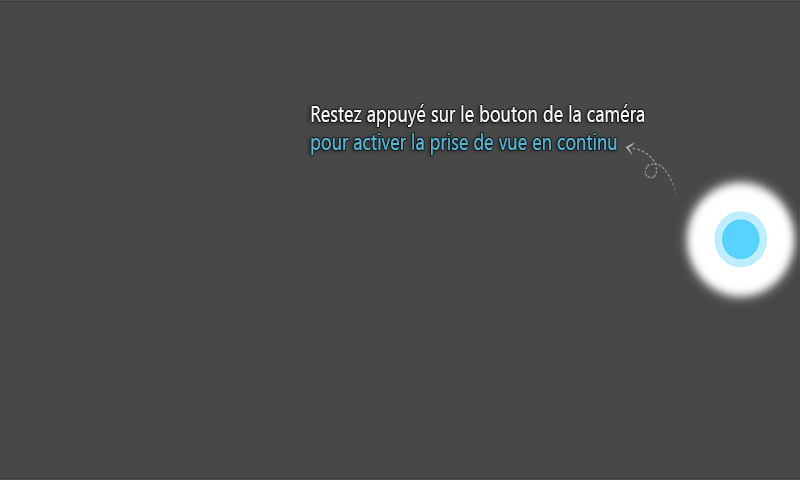 Restez appuyé sur le bouton de la caméra
pour activer la prise de vue en continu